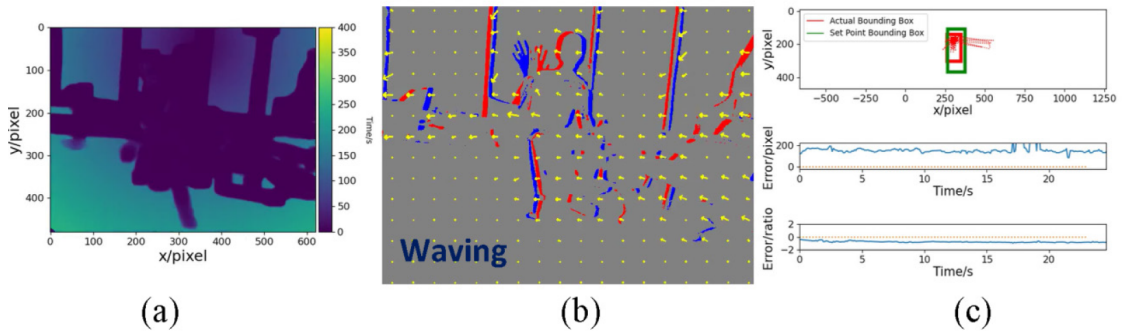 0
100
200
300
400
y/pixel
0 100 200 300 400 500 600
x/pixel
400
350
300
250
200
150
100
50
0
Time/s
(a)
Waving
(b)
Actual Bounding Box
Set Point Bounding Box
0
200
400
y/pixel
−500 −250 0 250 500 750 1000 1250
x/pixel
200
0
Error/pixel
0 5 10 15 20
Time/s
2
0
−2
Error/ratio
0 5 10 15 20
Time/s
(c)